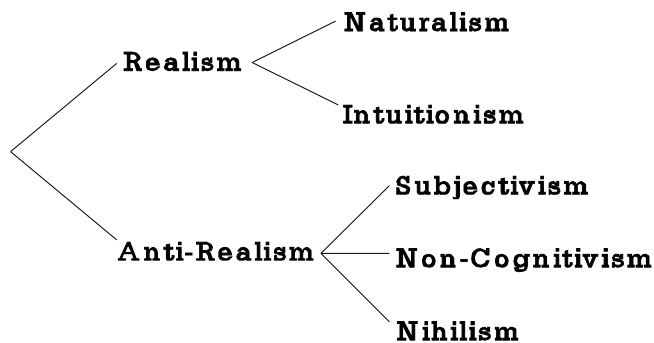 Naturalism
Realism
Intuitionism
Subjectivism
Anti-Realism
Non-Cognitivism
Nihilism